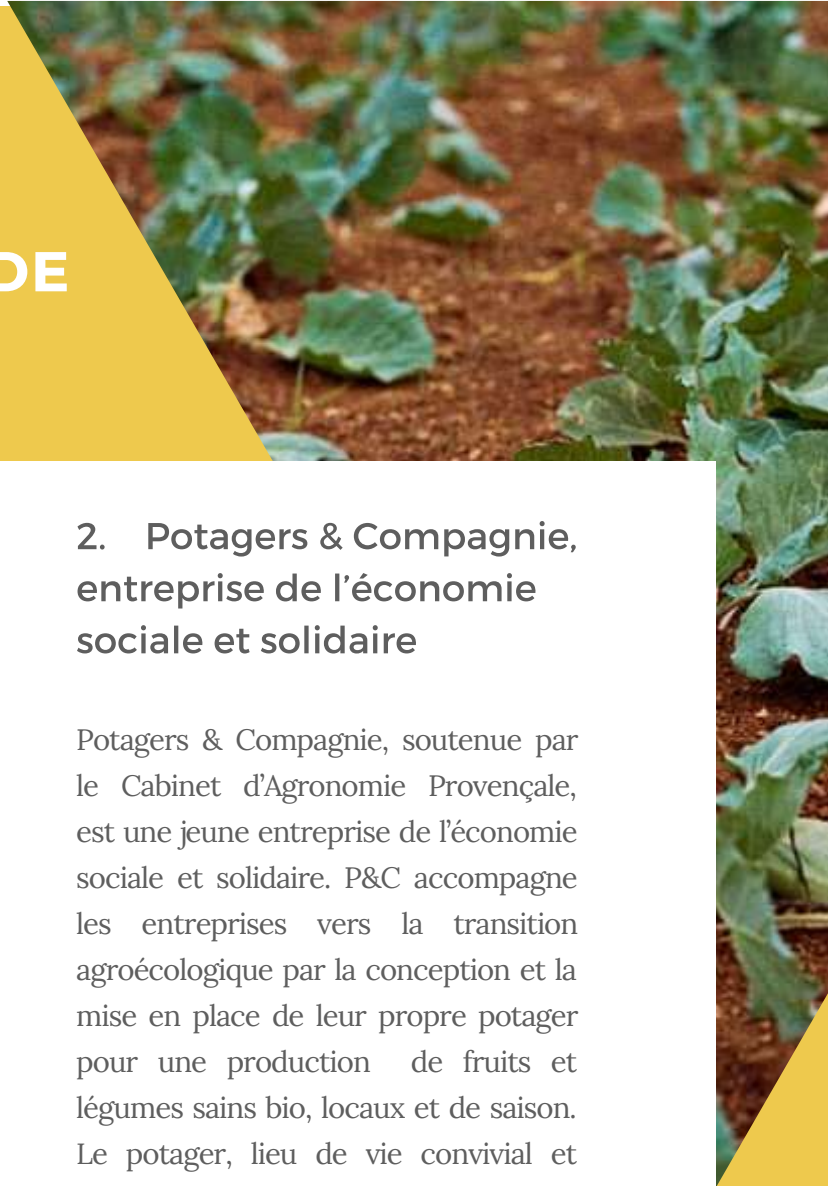 DE
2. Potagers & Compagnie,
entreprise de l’économie
sociale et solidaire
Potagers & Compagnie, soutenue par
le Cabinet d’Agronomie Provençale,
est une jeune entreprise de l’économie
sociale et solidaire. P&C accompagne
les entreprises vers la transition
agroécologique par la conception et la
mise en place de leur propre potager
pour une production de fruits et
légumes sains bio, locaux et de saison.
Le potager, lieu de vie convivial et